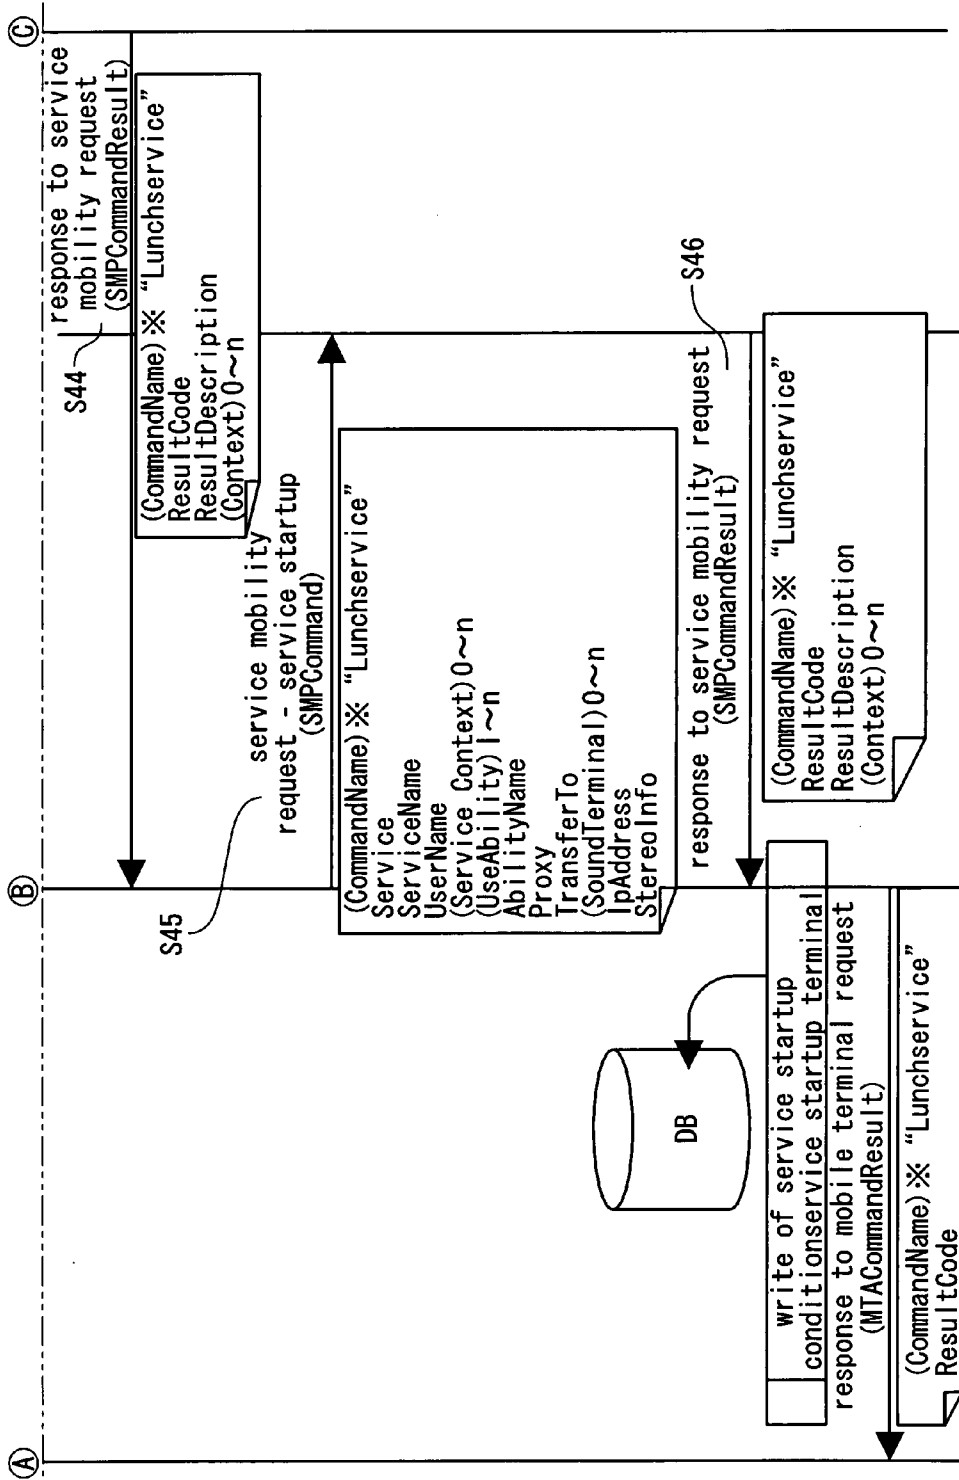 Ⓐ
Ⓑ
Ⓒ
response to service
mobility request
(SMPCommandResult)
S44
(CommandName)※ “Lunchservice”
ResultCode
ResultDescription
(Context)0~n
S45
service mobility
request - service startup
(SMPCommand)
(CommandName)※ “Lunchservice”
Service
ServiceName
UserName
(Service Context)0~n
(UseAbility)1~n
AbilityName
Proxy
TransferTo
(SoundTerminal)0~n
IpAddress
StereoInfo
S46
response to service mobility request
(SMPCommandResult)
(CommandName)※ “Lunchservice”
ResultCode
ResultDescription
(Context)0~n
DB
write of service startup
conditionservice startup terminal
response to mobile terminal request
(MTACommandResult)
(CommandName)※ “Lunchservice”
ResultCode